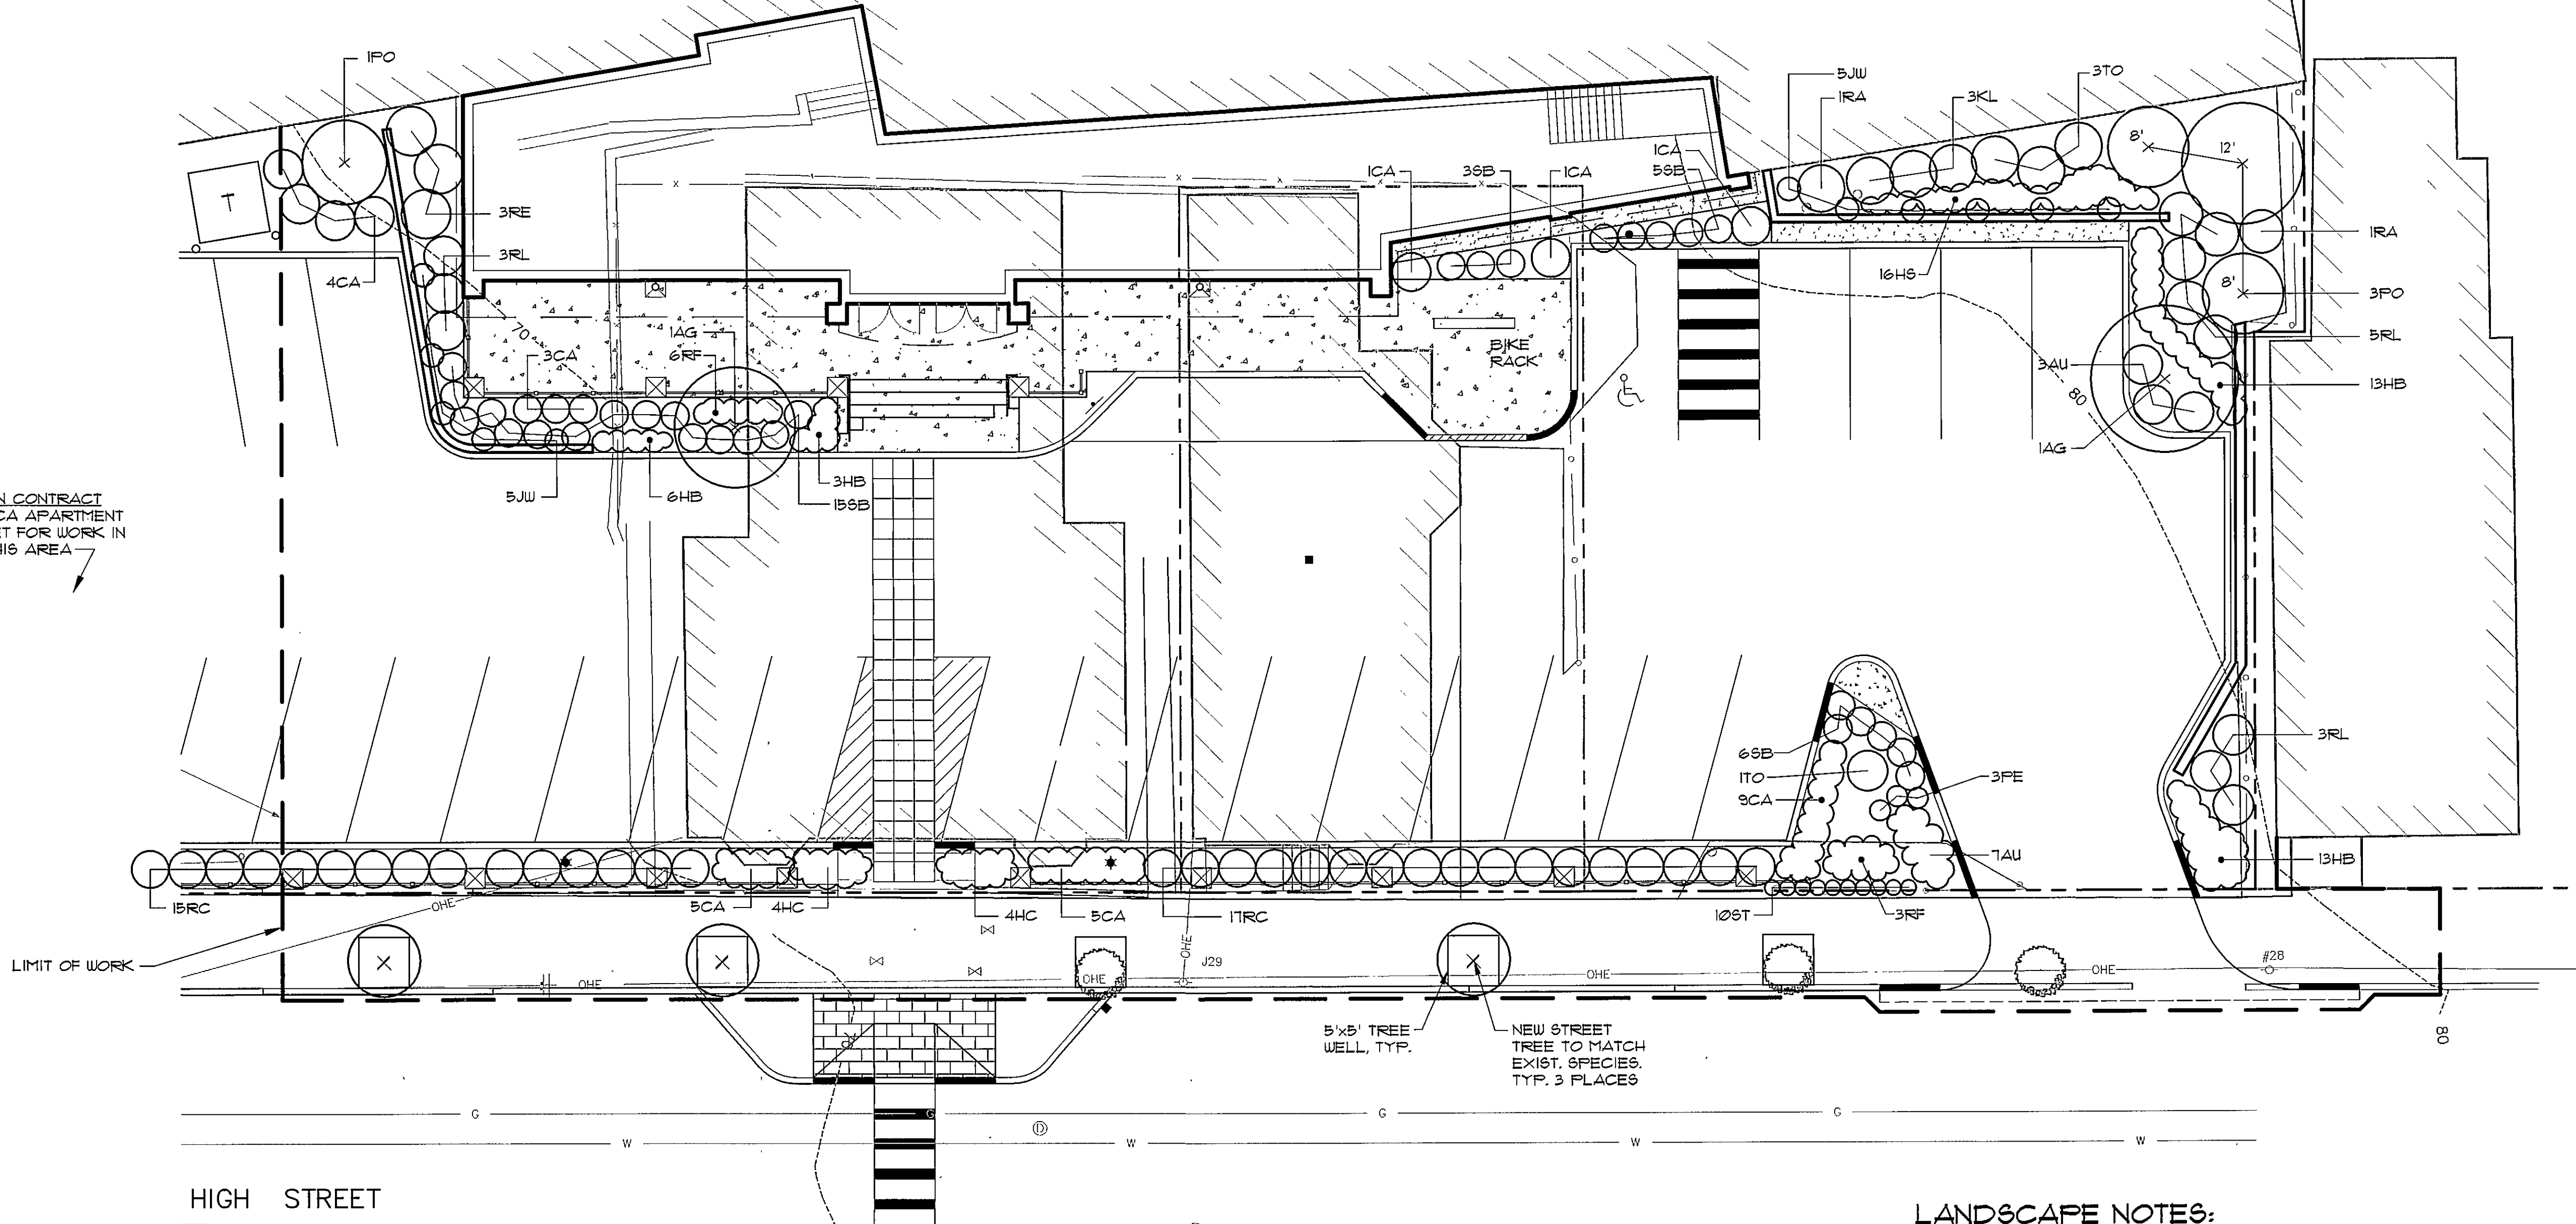 1PO
5JW
1RA
3KL
3TO
8'
12'
1CA
3SB
1CA
1CA
5SB
3RE
3RL
4CA
16HS
1RA
8'
3PO
5RL
70
1AG
3CA
6RF
BIKE
RACK
3AU
13HB
80
1AG
5JW
6HB
3HB
15SB
N CONTRACT
CA APARTMENT
T FOR WORK IN
HIS AREA
3RL
6SB
1TO
9CA
3PE
7AU
13HB
15RC
OHE
5CA
4HC
4HC
5CA
17RC
10ST
3RF
LIMIT OF WORK
OHE
OHE
OHE
J29
OHE
OHE
#28
5'x5' TREE
WELL, TYP.
NEW STREET
TREE TO MATCH
EXIST. SPECIES.
TYP. 3 PLACES
70
80
G
G
G
G
D
W
W
W
W
HIGH STREET
LANDSCAPE NOTES: